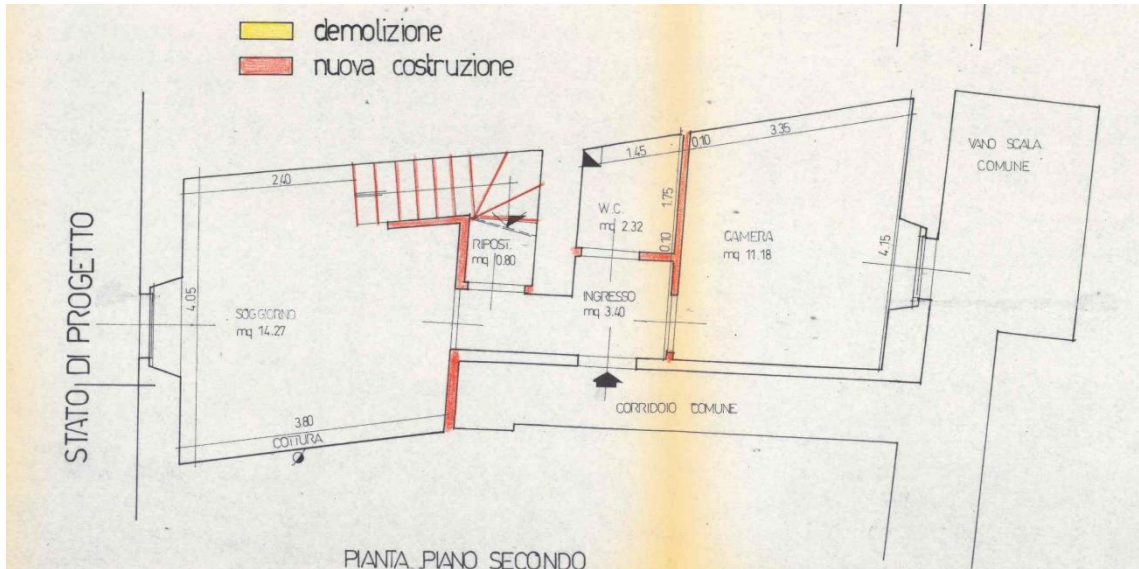 demolizione
nuova costruzione
STATO DI PROGETTO
2.40
1.45
0.10
3.35
VANO SCALA
COMUNE
W.C.
mq 2.32
1.75
0.10
RIPOST.
mq 0.80
CAMERA
mq 11.18
4.15
4.05
SOGGIORNO
mq 14.27
INGRESSO
mq 3.40
3.80
COTTURA
CORRIDOIO COMUNE
PIANTA PIANO SECONDO